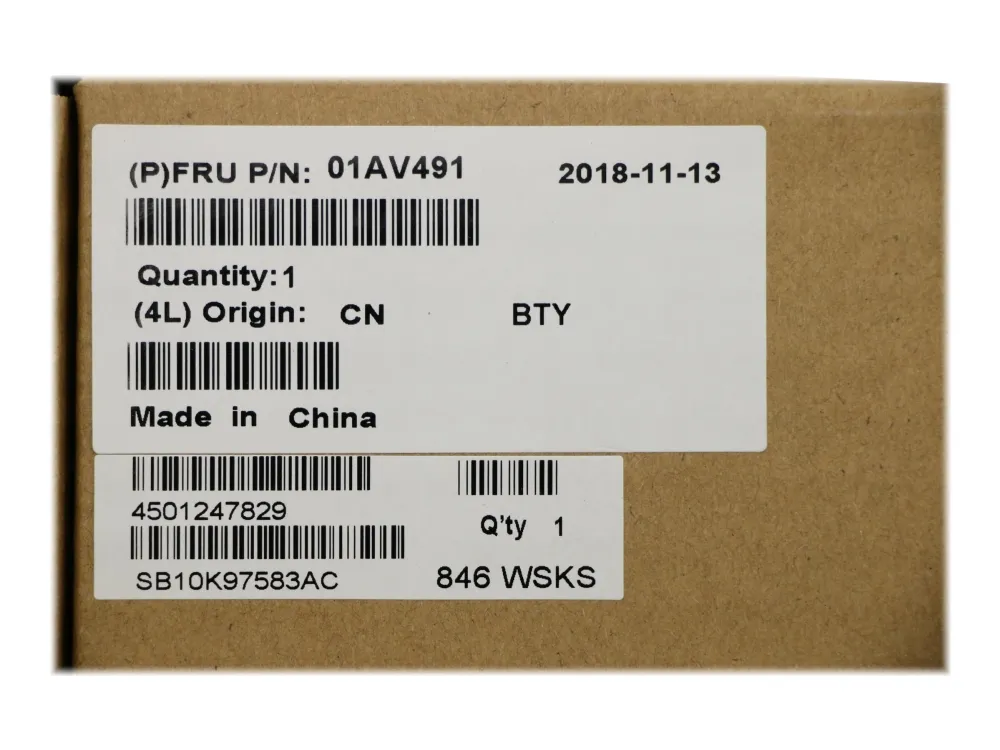 (P)FRU P/N: 01AV491 2018-11-13
Quantity:1
(4L) Origin: CN BTY
Made in China
4501247829
Q'ty 1
SB10K97583AC 846 WSKS